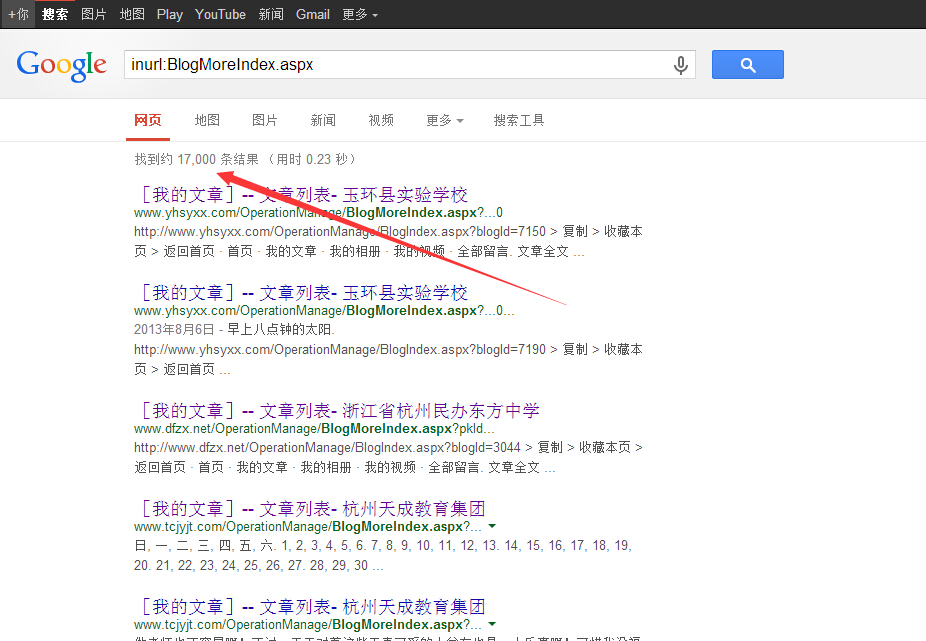 +你 搜索 图片 地图 Play YouTube 新闻 Gmail 更多
Google inurl:BlogMoreIndex.aspx
网页 地图 图片 新闻 视频 更多 搜索工具
找到约 17,000 条结果 （用时 0.23 秒）
［我的文章］-- 文章列表- 玉环县实验学校
www.yhsyxx.com/OperationManage/BlogMoreIndex.aspx?...0
http://www.yhsyxx.com/OperationManage/BlogIndex.aspx?blogId=7150 > 复制 > 收藏本
页 > 返回首页 · 首页 · 我的文章 · 我的相册 · 我的视频 · 全部留言. 文章全文 ...
［我的文章］-- 文章列表- 玉环县实验学校
www.yhsyxx.com/OperationManage/BlogMoreIndex.aspx?...0...
2013年8月6日 - 早上八点钟的太阳.
http://www.yhsyxx.com/OperationManage/BlogIndex.aspx?blogId=7190 > 复制 > 收藏本
页 > 返回首页 ...
［我的文章］-- 文章列表- 浙江省杭州民办东方中学
www.dfzx.net/OperationManage/BlogMoreIndex.aspx?pkId...
http://www.dfzx.net/OperationManage/BlogIndex.aspx?blogId=3044 > 复制 > 收藏本页 >
返回首页 · 首页 · 我的文章 · 我的相册 · 我的视频 · 全部留言. 文章全文 ...
［我的文章］-- 文章列表- 杭州天成教育集团
www.tcjyjt.com/OperationManage/BlogMoreIndex.aspx?...
日, 一, 二, 三, 四, 五, 六. 1, 2, 3, 4, 5, 6. 7, 8, 9, 10, 11, 12, 13. 14, 15, 16, 17, 18, 19,
20. 21, 22, 23, 24, 25, 26, 27. 28, 29, 30 ...
［我的文章］-- 文章列表- 杭州天成教育集团
www.tcjyjt.com/OperationManage/BlogMoreIndex.aspx?...